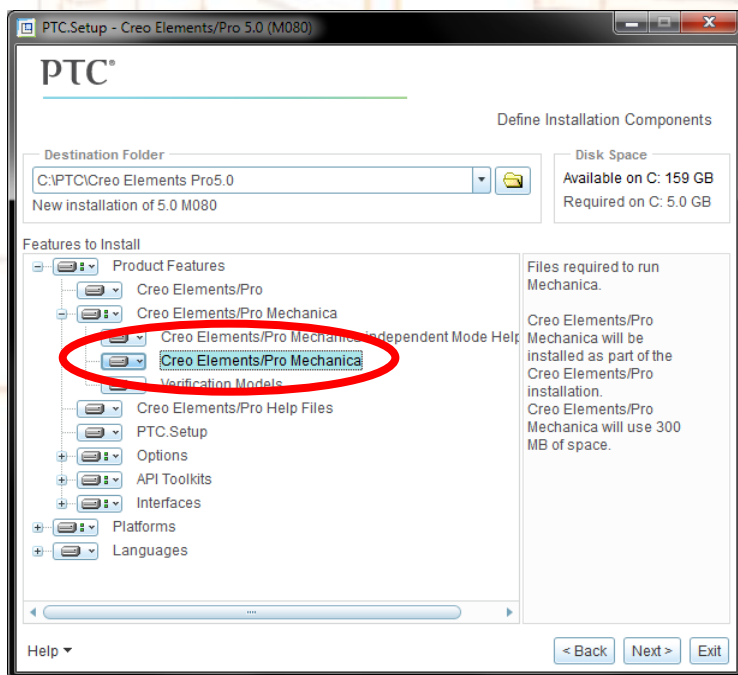 PTC.Setup - Creo Elements/Pro 5.0 (M080)
PTC®
Define Installation Components
Destination Folder
C:\PTC\Creo Elements Pro5.0
New installation of 5.0 M080
Disk Space
Available on C: 159 GB
Required on C: 5.0 GB
Features to Install
Product Features
Creo Elements/Pro
Creo Elements/Pro Mechanica
Creo Elements/Pro Mechanica Independent Mode Help
Creo Elements/Pro Mechanica
Verification Models
Creo Elements/Pro Help Files
PTC.Setup
Options
API Toolkits
Interfaces
Platforms
Languages
Files required to run
Mechanica.
Creo Elements/Pro
Mechanica will be
installed as part of the
Creo Elements/Pro
installation.
Creo Elements/Pro
Mechanica will use 300
MB of space.
Help
< Back
Next >
Exit